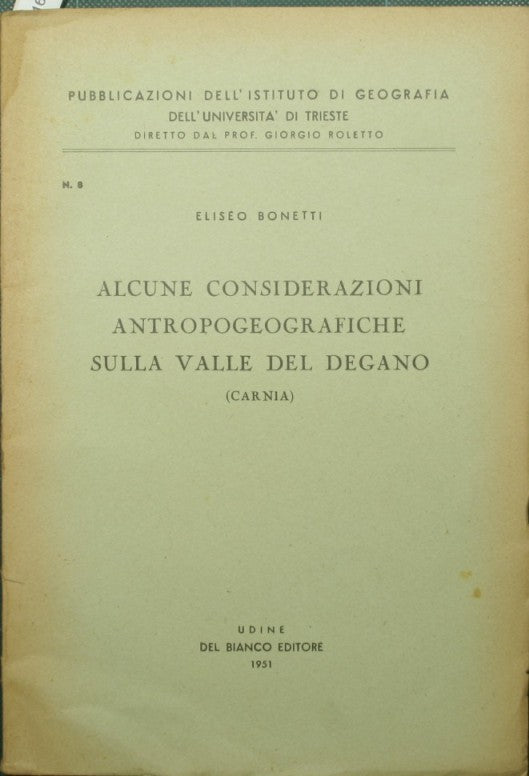 PUBBLICAZIONI DELL'ISTITUTO DI GEOGRAFIA
DELL'UNIVERSITA' DI TRIESTE
DIRETTO DAL PROF. GIORGIO ROLETTO
N. 8
ELISEO BONETTI
ALCUNE CONSIDERAZIONI
ANTROPOGEOGRAFICHE
SULLA VALLE DEL DEGANO
(CARNIA)
UDINE
DEL BIANCO EDITORE
1951